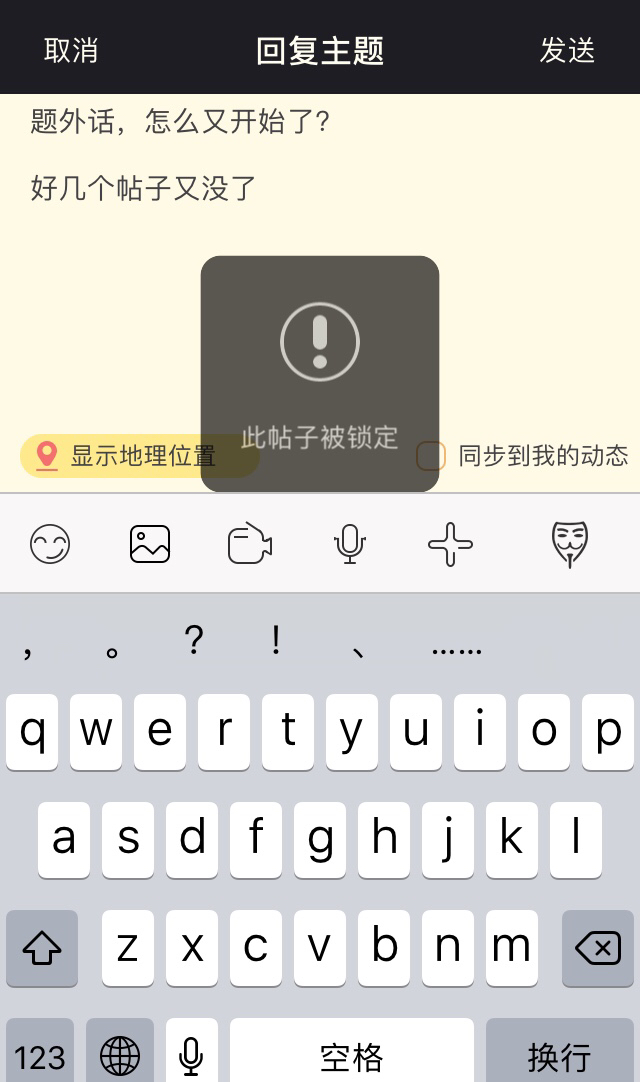 取消 回复主题 发送
题外话，怎么又开始了?
好几个帖子又没了
此帖子被锁定
显示地理位置 同步到我的动态
， 。 ? ! 、 ……
q w e r t y u i o p
a s d f g h j k l
z x c v b n m
123 空格 换行